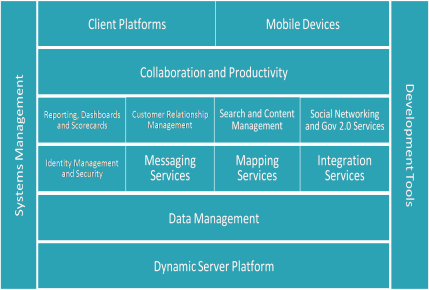 Systems Management
Client Platforms
Mobile Devices
Collaboration and Productivity
Reporting, Dashboards
and Scorecards
Customer Relationship
Management
Search and Content
Management
Social Networking
and Gov 2.0 Services
Identity Management
and Security
Messaging
Services
Mapping
Services
Integration
Services
Data Management
Dynamic Server Platform
Development Tools